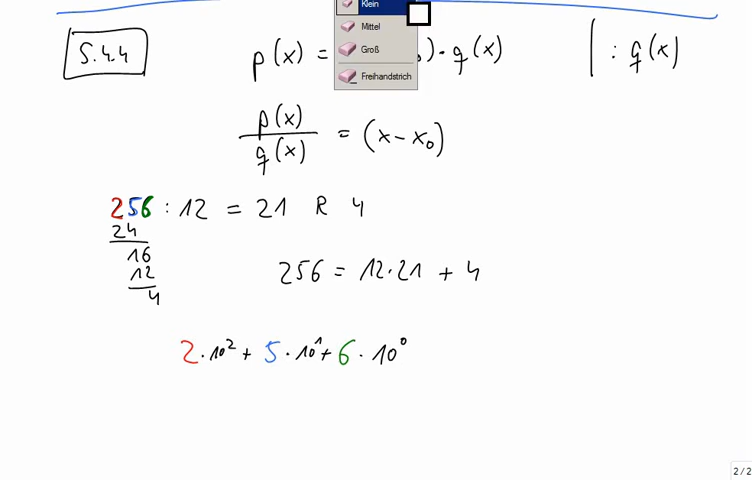 Klein
Mittel
Groß
Freihandstrich
S.4.4
p(x) = ) · q(x) | : q(x)
p(x)
q(x)
= (x − x₀)
256 : 12 = 21 R 4
24
16
12
4
256 = 12·21 + 4
2·10² + 5·10¹ + 6·10⁰
2/2